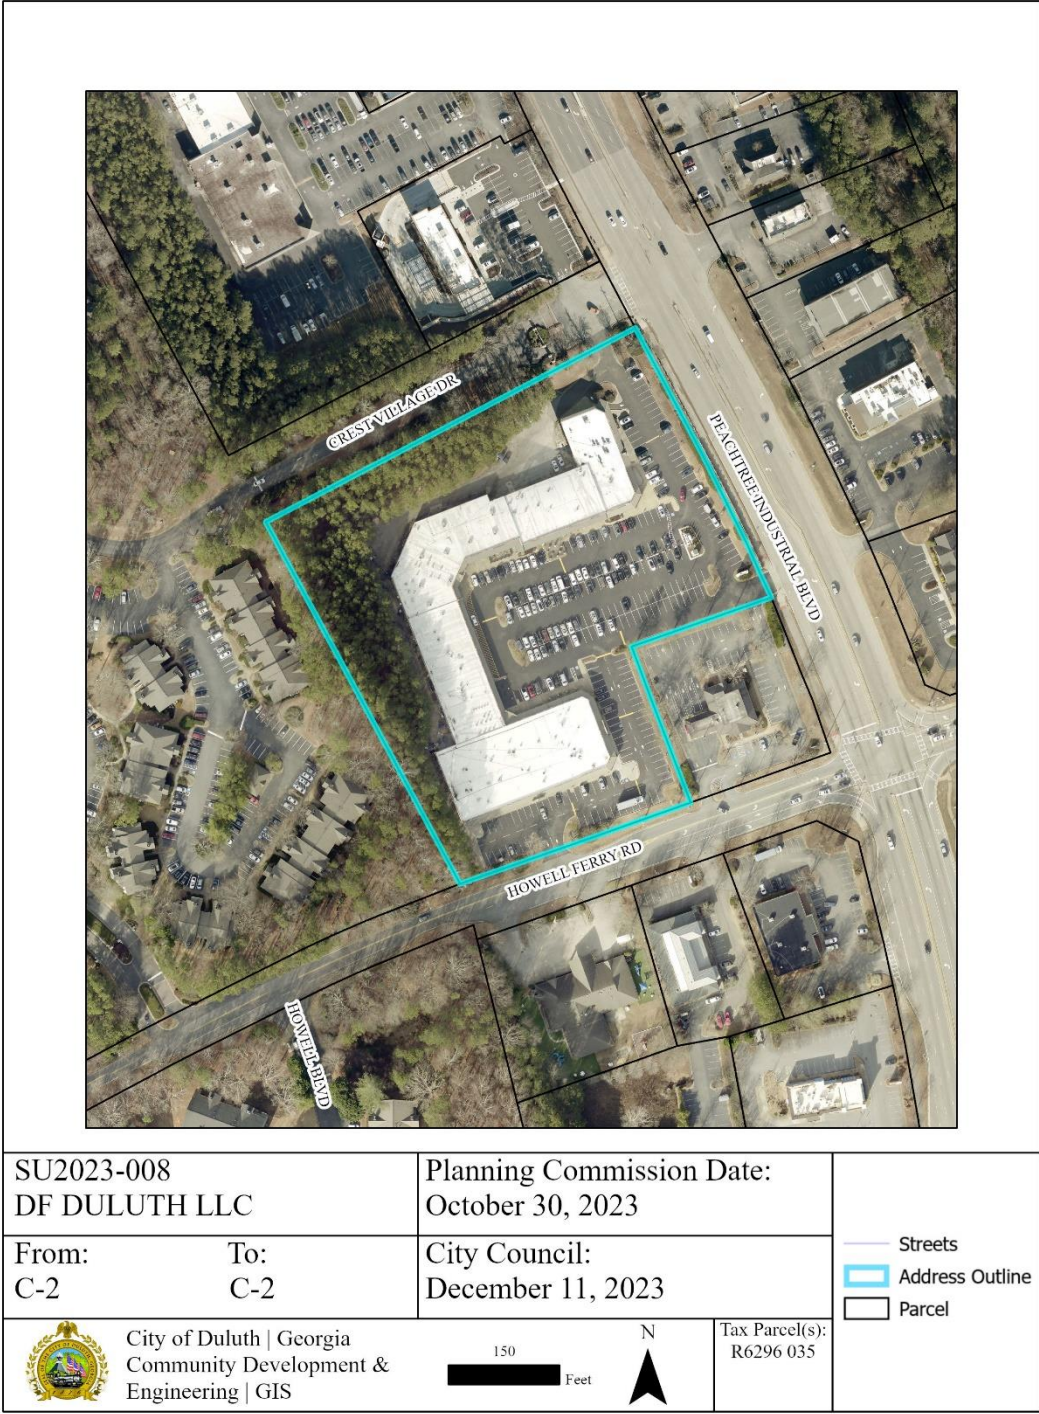 CREST VILLAGE DR
PEACHTREE INDUSTRIAL BLVD
HOWELL FERRY RD
HOWELL BLVD
SU2023-008
DF DULUTH LLC
Planning Commission Date:
October 30, 2023
From: To:
C-2 C-2
City Council:
December 11, 2023
Streets
Address Outline
Parcel
City of Duluth | Georgia
Community Development &
Engineering | GIS
150
Feet
N
Tax Parcel(s):
R6296 035